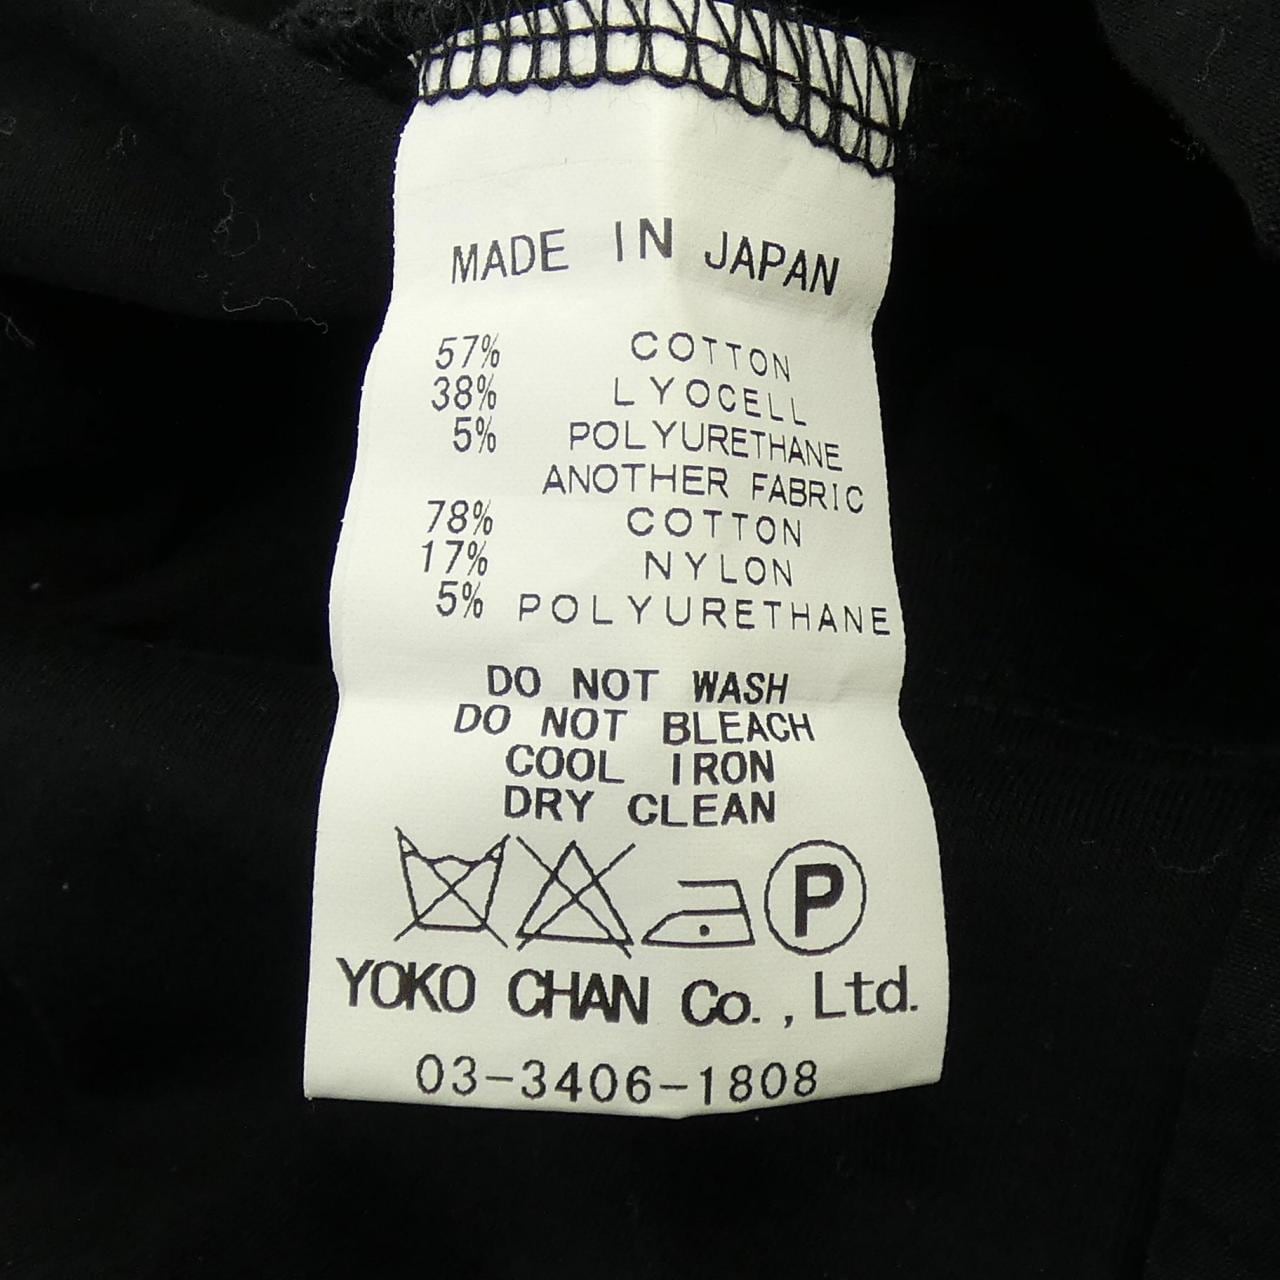 MADE IN JAPAN
57% COTTON
38% LYOCELL
5% POLYURETHANE
ANOTHER FABRIC
78% COTTON
17% NYLON
5% POLYURETHANE
DO NOT WASH
DO NOT BLEACH
COOL IRON
DRY CLEAN
P
YOKO CHAN Co., Ltd.
03-3406-1808